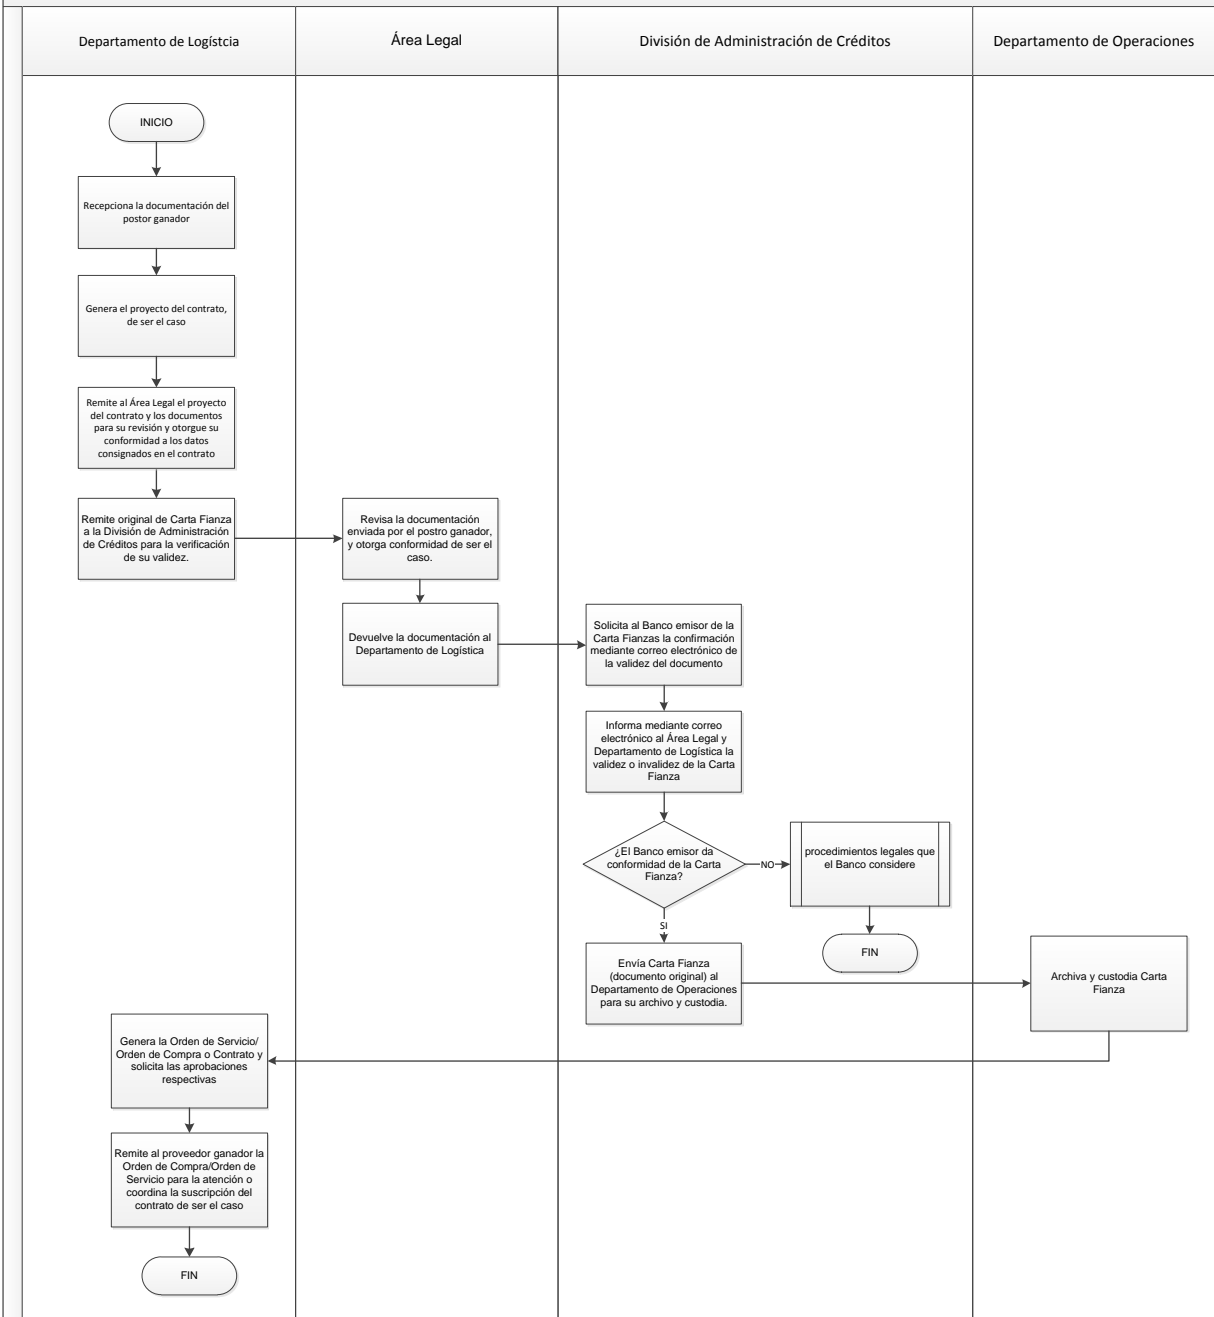 Departamento de Logístcia
Área Legal
División de Administración de Créditos
Departamento de Operaciones
INICIO
Recepciona la documentación del
postor ganador
Genera el proyecto del contrato,
de ser el caso
Remite al Área Legal el proyecto
del contrato y los documentos
para su revisión y otorgue su
conformidad a los datos
consignados en el contrato
Remite original de Carta Fianza
a la División de Administración
de Créditos para la verificación
de su validez.
Revisa la documentación
enviada por el postro ganador,
y otorga conformidad de ser el
caso.
Devuelve la documentación al
Departamento de Logística
Solicita al Banco emisor de la
Carta Fianzas la confirmación
mediante correo electrónico de
la validez del documento
Informa mediante correo
electrónico al Área Legal y
Departamento de Logística la
validez o invalidez de la Carta
Fianza
¿El Banco emisor da
conformidad de la Carta
Fianza?
NO
procedimientos legales que
el Banco considere
FIN
SI
Envía Carta Fianza
(documento original) al
Departamento de Operaciones
para su archivo y custodia.
Archiva y custodia Carta
Fianza
Genera la Orden de Servicio/
Orden de Compra o Contrato y
solicita las aprobaciones
respectivas
Remite al proveedor ganador la
Orden de Compra/Orden de
Servicio para la atención o
coordina la suscripción del
contrato de ser el caso
FIN